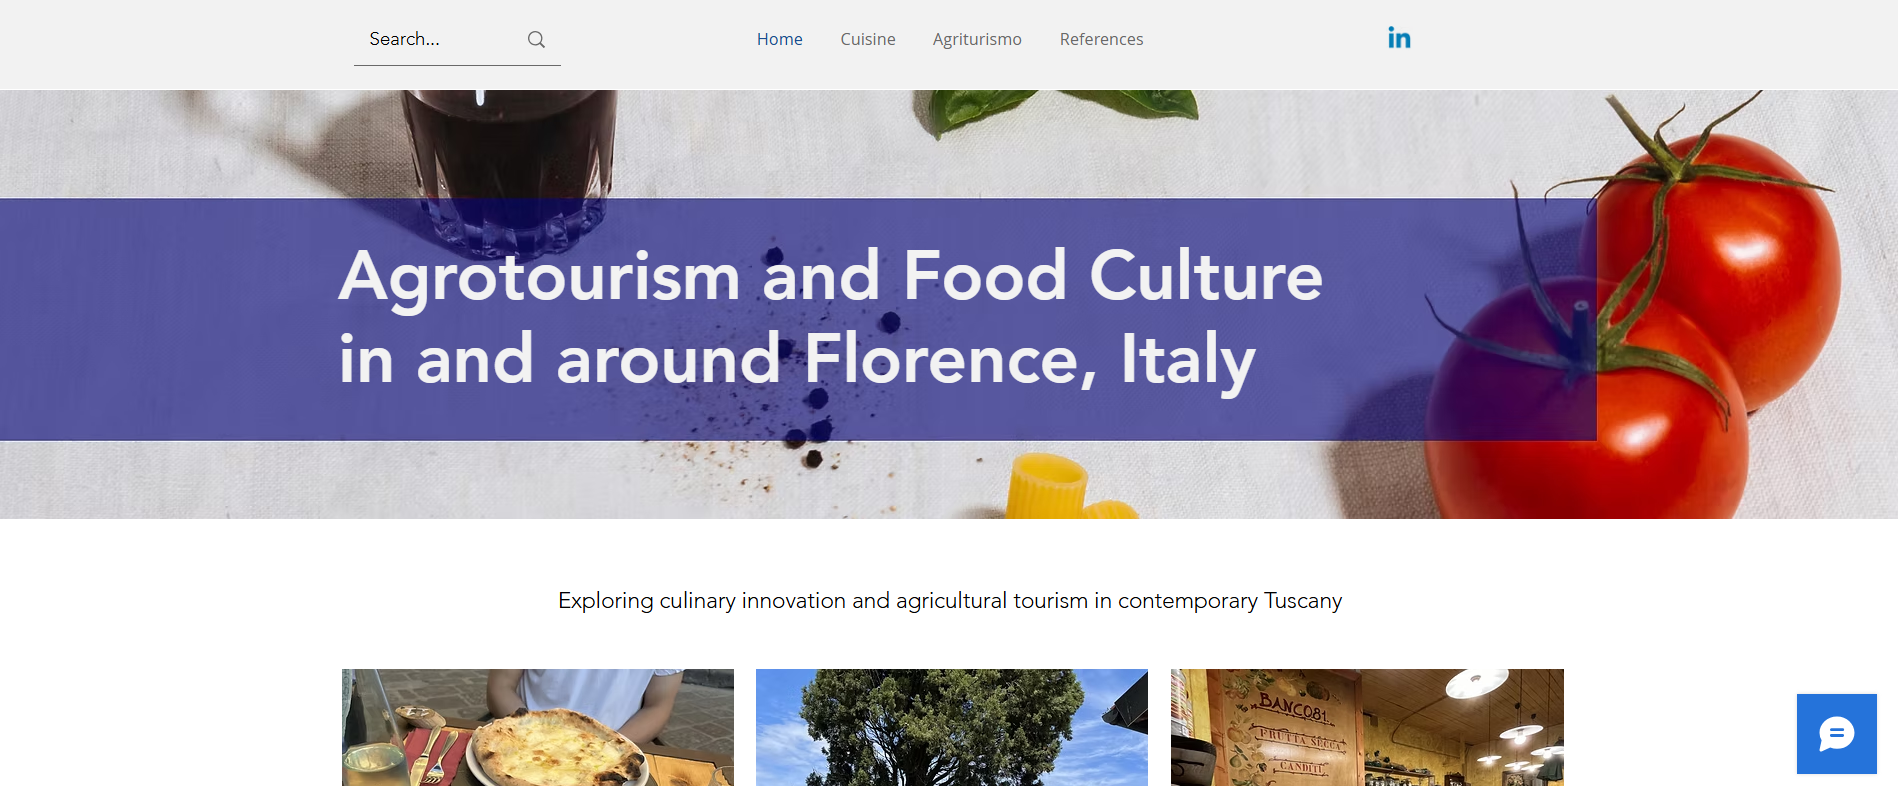 Search...
Home
Cuisine
Agriturismo
References
in
Agrotourism and Food Culture
in and around Florence, Italy
Exploring culinary innovation and agricultural tourism in contemporary Tuscany
BANCO81
FRUTTA SECCA
CANDITI